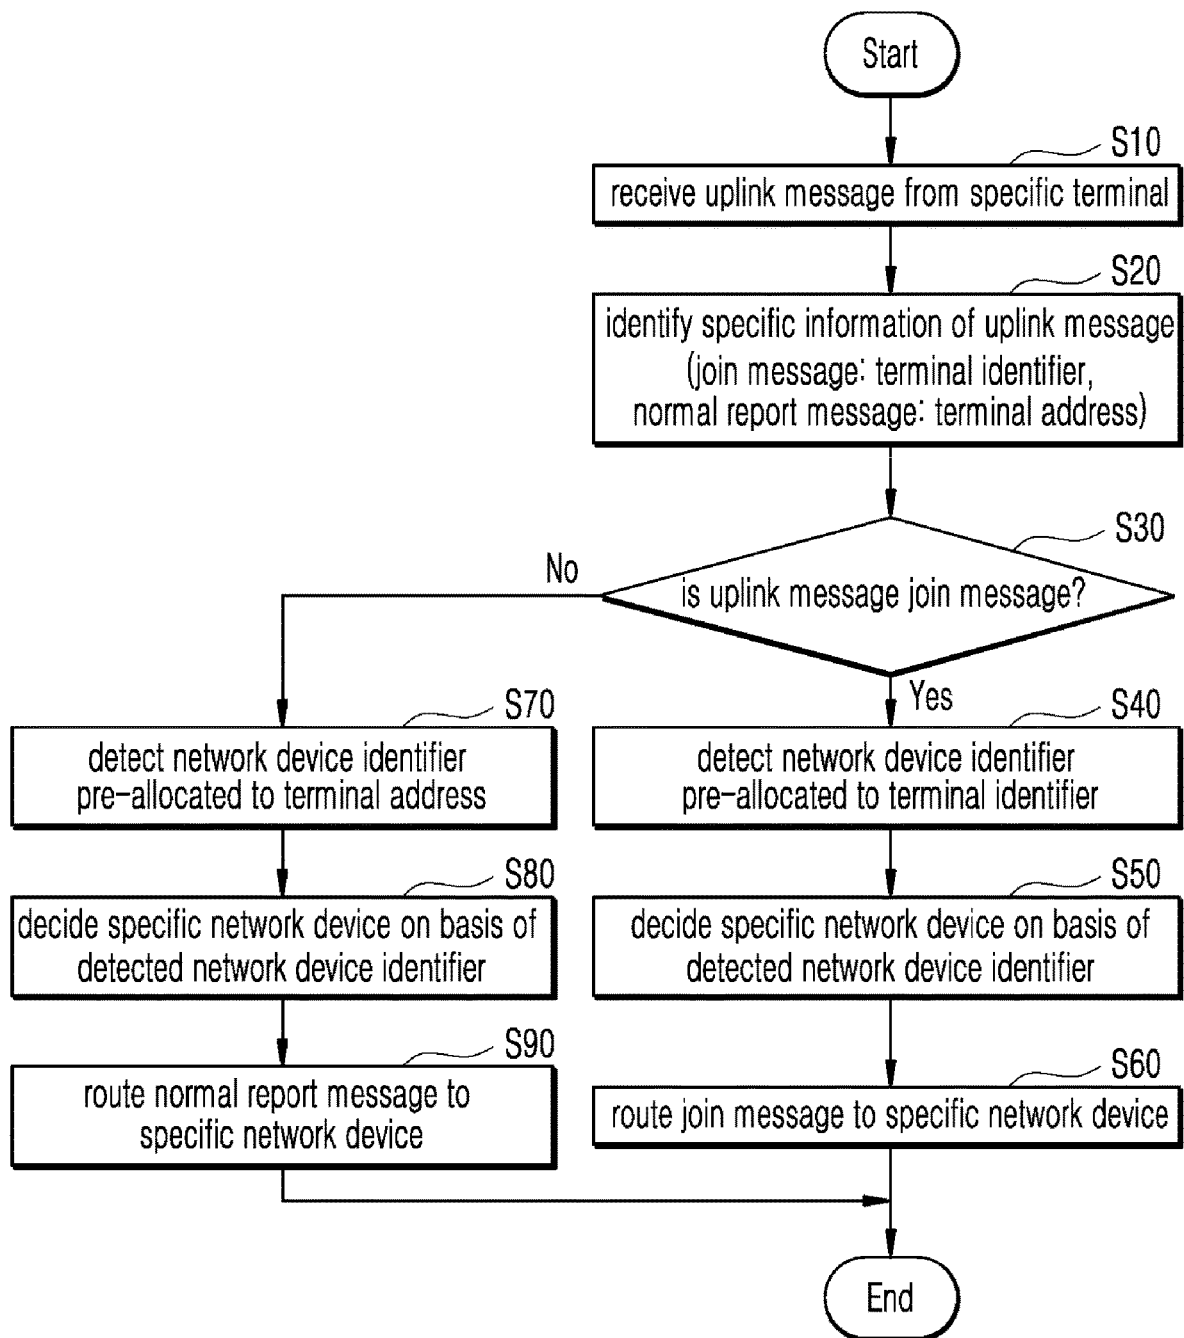 Start
S10
receive uplink message from specific terminal
S20
identify specific information of uplink message
(join message: terminal identifier,
normal report message: terminal address)
S30
is uplink message join message?
No
Yes
S70
detect network device identifier
pre-allocated to terminal address
S40
detect network device identifier
pre-allocated to terminal identifier
S80
decide specific network device on basis of
detected network device identifier
S50
decide specific network device on basis of
detected network device identifier
S90
route normal report message to
specific network device
S60
route join message to specific network device
End